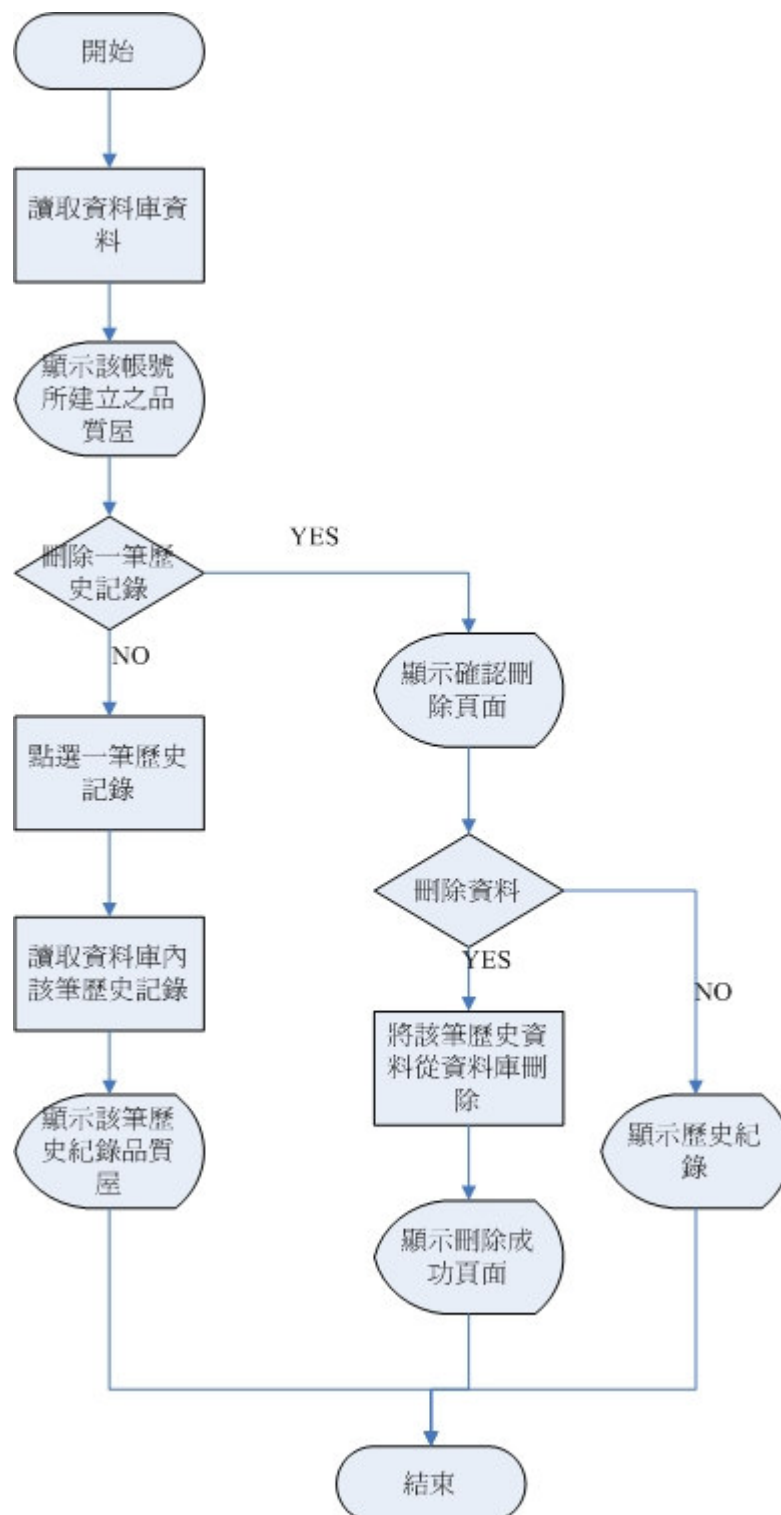 開始
讀取資料庫資
料
顯示該帳號
所建立之品
質屋
刪除一筆歷
史記錄
YES
NO
顯示確認刪
除頁面
點選一筆歷史
記錄
刪除資料
YES
NO
讀取資料庫內
該筆歷史記錄
將該筆歷史資
料從資料庫刪
除
顯示該筆歷
史紀錄品質
屋
顯示歷史紀
錄
顯示刪除成
功頁面
結束